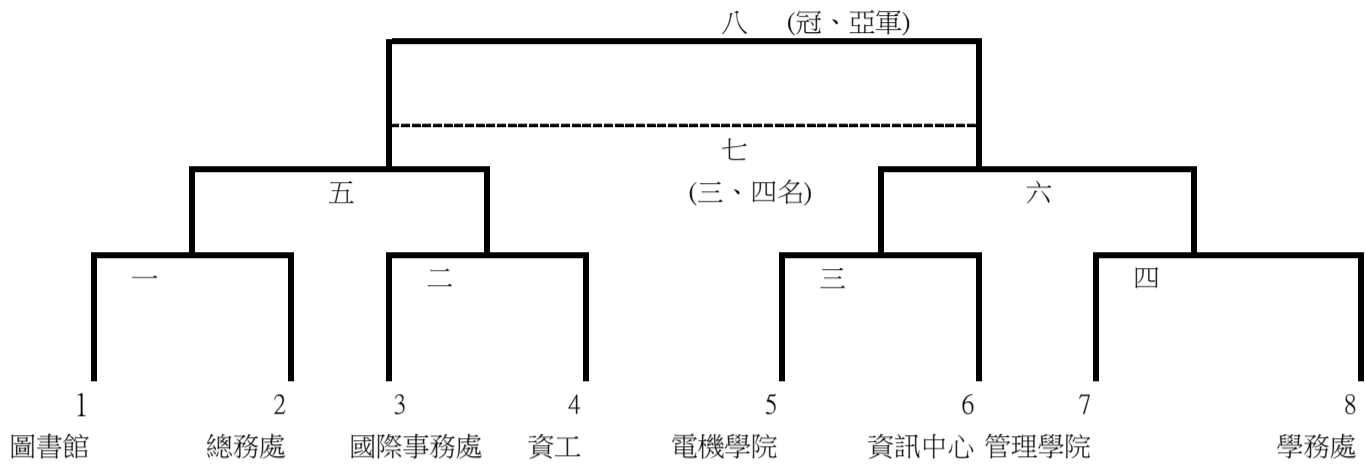 八 (冠、亞軍)
七
五 (三、四名) 六
一 二 三 四
1 2 3 4 5 6 7 8
圖書館 總務處 國際事務處 資工 電機學院 資訊中心 管理學院 學務處